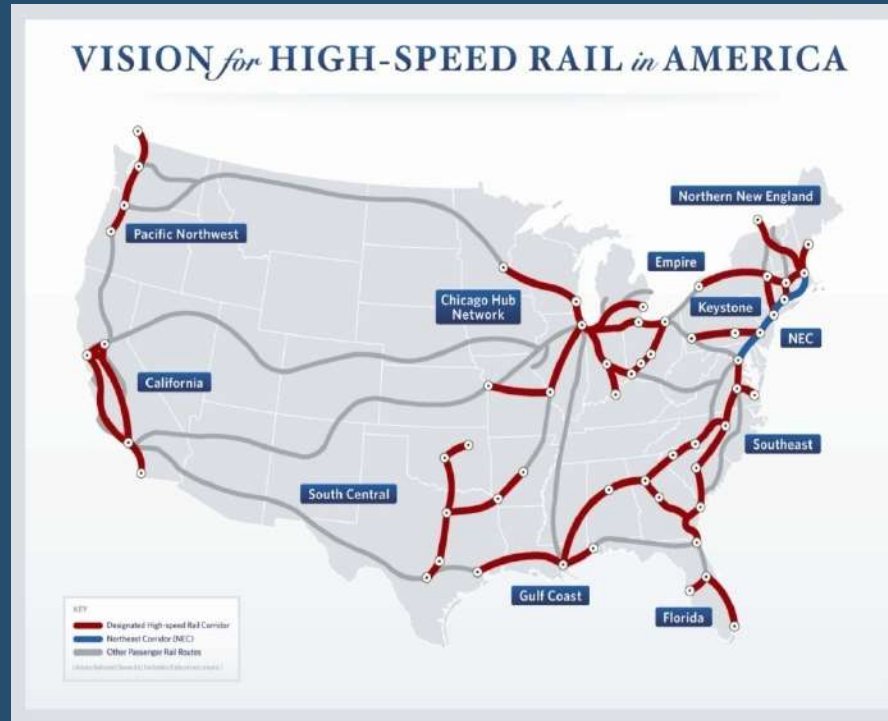 VISION for HIGH-SPEED RAIL in AMERICA
Northern New England
Pacific Northwest
Empire
Chicago Hub
Network
Keystone
NEC
California
Southeast
South Central
Gulf Coast
Florida
KEY
Designated High-speed Rail Corridor
Northeast Corridor (NEC)
Other Passenger Rail Routes